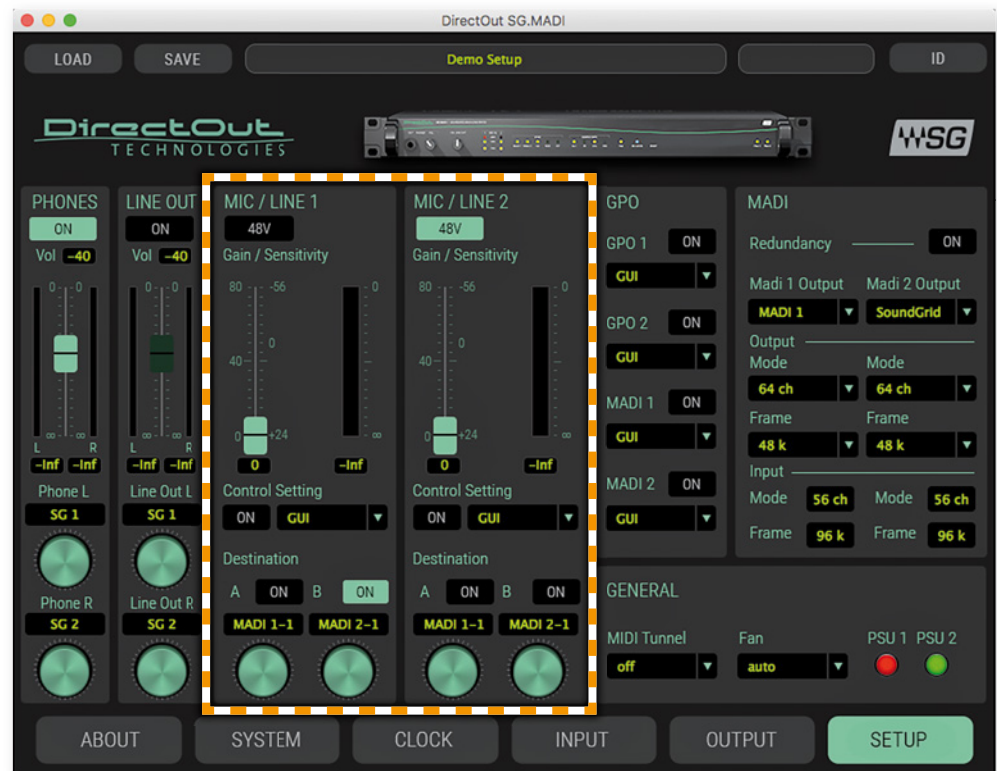 DirectOut SG.MADI
LOAD SAVE Demo Setup ID
DirectOut
TECHNOLOGIES
SG
PHONES
ON
Vol -40
0 0
∞ ∞
L R
-Inf -Inf
Phone L
SG 1
Phone R
SG 2
LINE OUT
ON
Vol -40
0 0
∞ ∞
L R
-Inf -Inf
Line Out L
SG 1
Line Out R
SG 2
MIC / LINE 1
48V
Gain / Sensitivity
80 -56 0
40 0
0 +24 ∞
0 -Inf
Control Setting
ON GUI
Destination
A ON B ON
MADI 1-1 MADI 2-1
MIC / LINE 2
48V
Gain / Sensitivity
80 -56 0
40 0
0 +24 ∞
0 -Inf
Control Setting
ON GUI
Destination
A ON B ON
MADI 1-1 MADI 2-1
GPO
GPO 1 ON
GUI
GPO 2 ON
GUI
MADI 1 ON
GUI
MADI 2 ON
GUI
MADI
Redundancy ON
Madi 1 Output Madi 2 Output
MADI 1 SoundGrid
Output
Mode Mode
64 ch 64 ch
Frame Frame
48 k 48 k
Input
Mode 56 ch Mode 56 ch
Frame 96 k Frame 96 k
GENERAL
MIDI Tunnel Fan PSU 1 PSU 2
off auto
ABOUT SYSTEM CLOCK INPUT OUTPUT SETUP